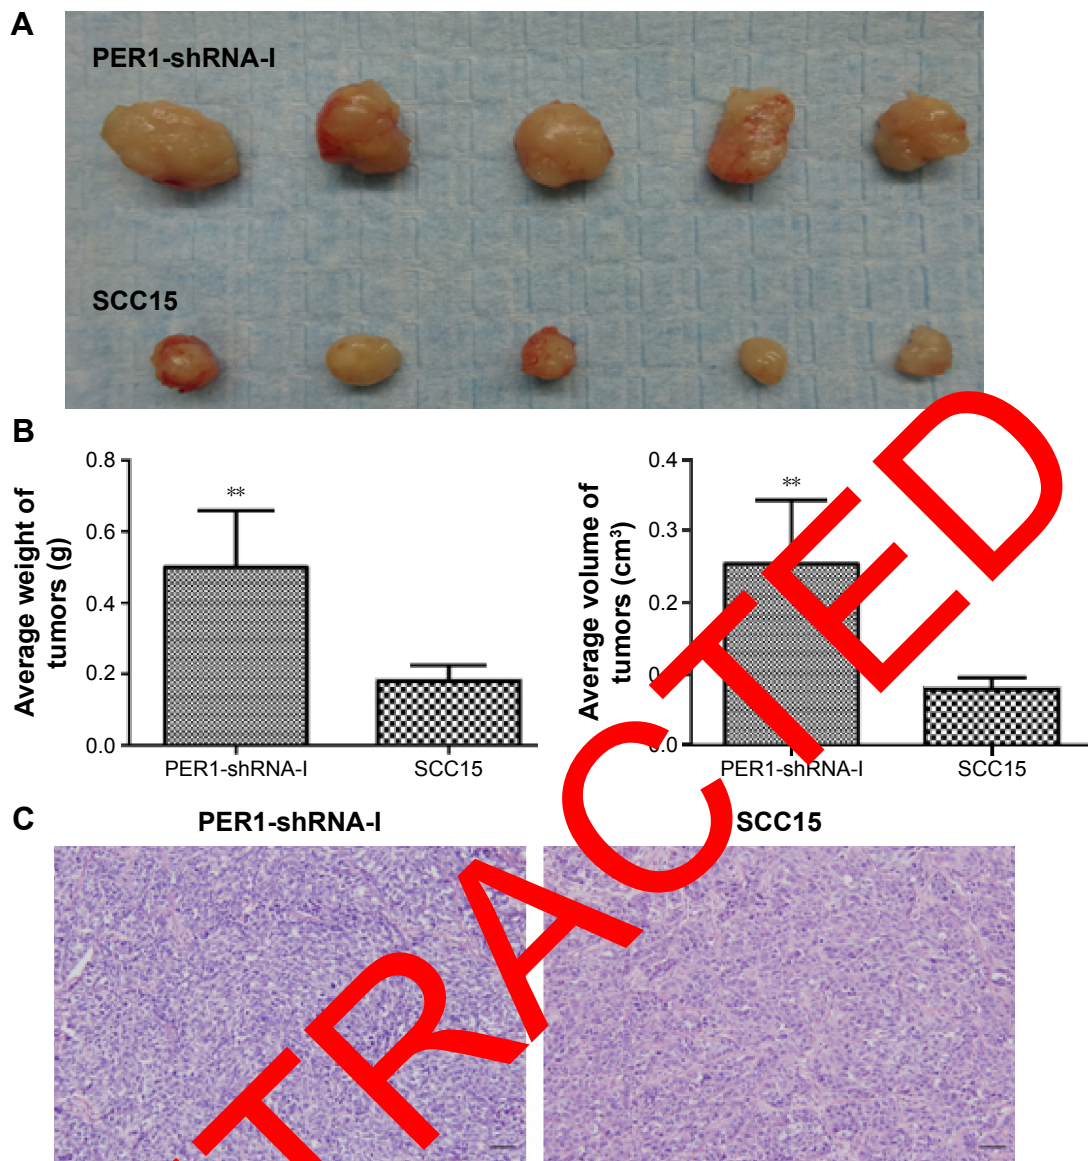 A
PER1-shRNA-I
SCC15
B
Average weight of
tumors (g)
0.8
0.6
0.4
0.2
0.0
**
PER1-shRNA-I
SCC15
Average volume of
tumors (cm³)
0.4
0.3
0.2
0.0
**
PER1-shRNA-I
SCC15
C
PER1-shRNA-I
SCC15
TRACTED